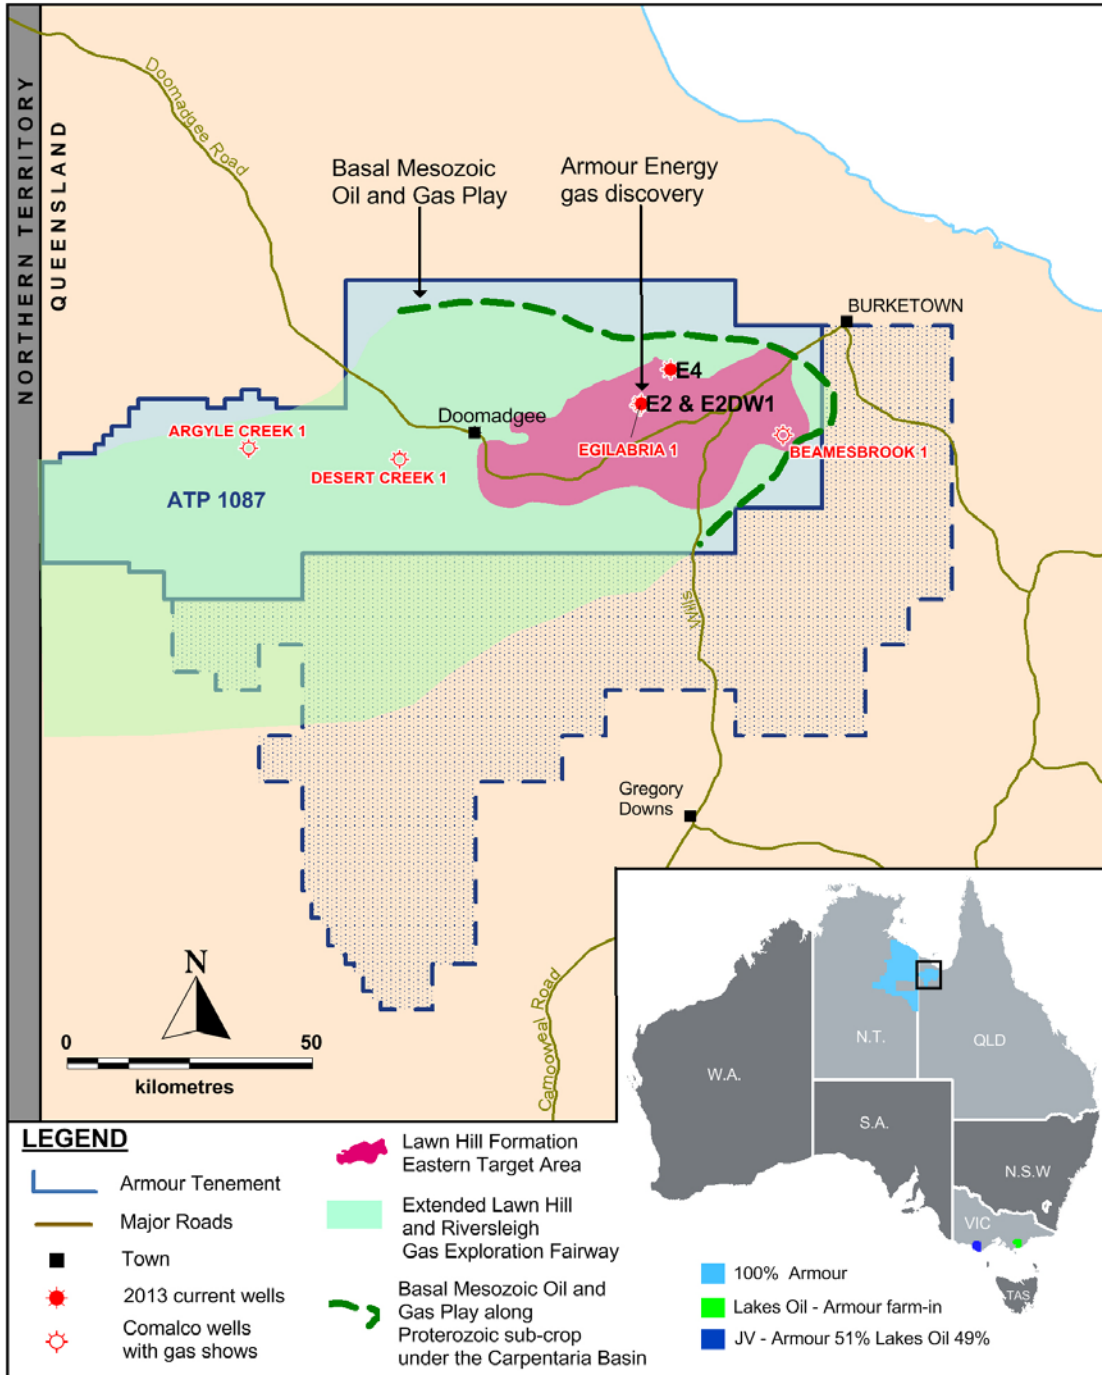 NORTHERN TERRITORY
QUEENSLAND
Doomadgee Road
Basal Mesozoic
Oil and Gas Play
Armour Energy
gas discovery
BURKETOWN
E4
E2 & E2DW1
Doomadgee
ARGYLE CREEK 1
DESERT CREEK 1
EGILABRIA 1
BEAMESBROOK 1
ATP 1087
Wills
Gregory
Downs
Camooweal Road
N
0 50
kilometres
W.A.
N.T.
QLD
S.A.
N.S.W
VIC
TAS
100% Armour
Lakes Oil - Armour farm-in
JV - Armour 51% Lakes Oil 49%
LEGEND
Armour Tenement
Major Roads
Town
2013 current wells
Comalco wells
with gas shows
Lawn Hill Formation
Eastern Target Area
Extended Lawn Hill
and Riversleigh
Gas Exploration Fairway
Basal Mesozoic Oil and
Gas Play along
Proterozoic sub-crop
under the Carpentaria Basin